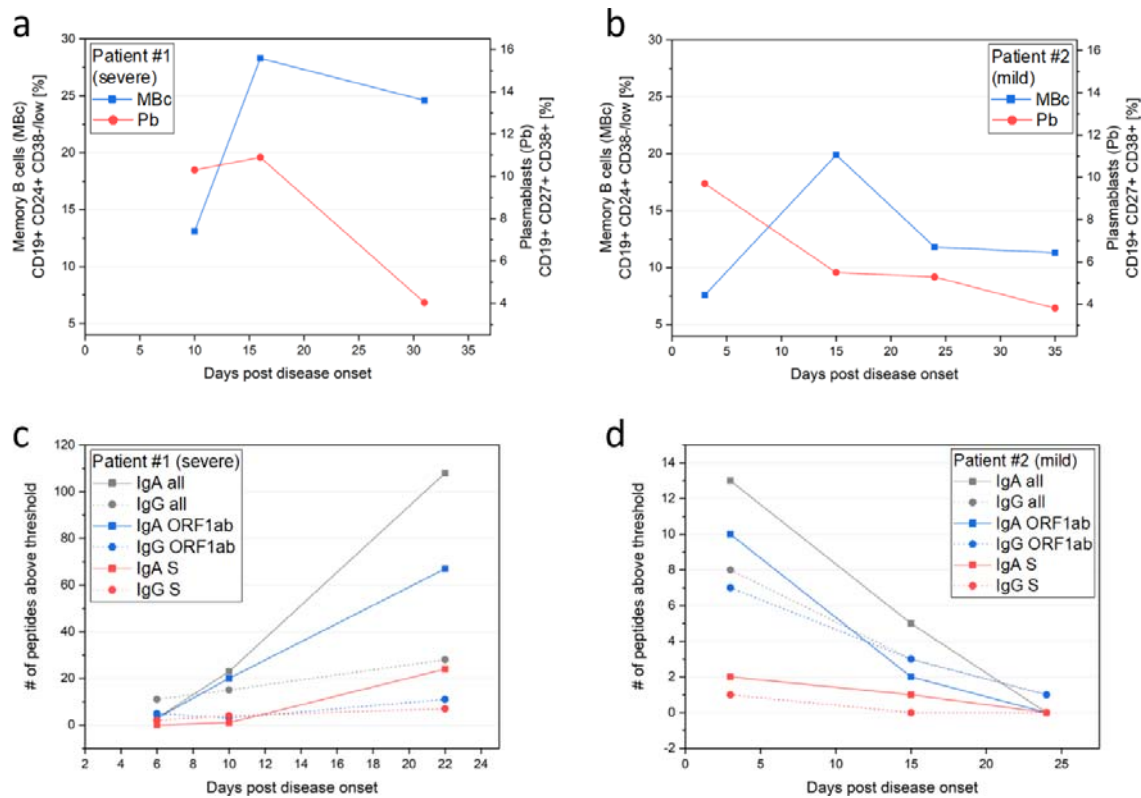 a
Patient #1
(severe)
MBc
Pb
30
25
20
15
10
5
16
14
12
10
8
6
4
0
5
10
15
20
25
30
35
Memory B cells (MBc)
CD19+ CD24+ CD38-/low [%]
Plasmablasts (Pb)
CD19+ CD27+ CD38+ [%]
Days post disease onset
b
Patient #2
(mild)
MBc
Pb
30
25
20
15
10
5
16
14
12
10
8
6
4
0
5
10
15
20
25
30
35
Memory B cells (MBc)
CD19+ CD24+ CD38-/low [%]
Plasmablasts (Pb)
CD19+ CD27+ CD38+ [%]
Days post disease onset
c
Patient #1 (severe)
IgA all
IgG all
IgA ORF1ab
IgG ORF1ab
IgA S
IgG S
120
100
80
60
40
20
0
2
4
6
8
10
12
14
16
18
20
22
24
# of peptides above threshold
Days post disease onset
d
Patient #2 (mild)
IgA all
IgG all
IgA ORF1ab
IgG ORF1ab
IgA S
IgG S
14
12
10
8
6
4
2
0
-2
0
5
10
15
20
25
# of peptides above threshold
Days post disease onset